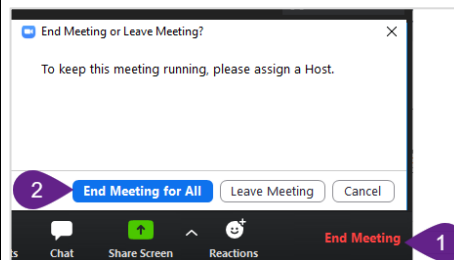 End Meeting or Leave Meeting?
To keep this meeting running, please assign a Host.
2
End Meeting for All
Leave Meeting
Cancel
ts
Chat
Share Screen
Reactions
End Meeting
1